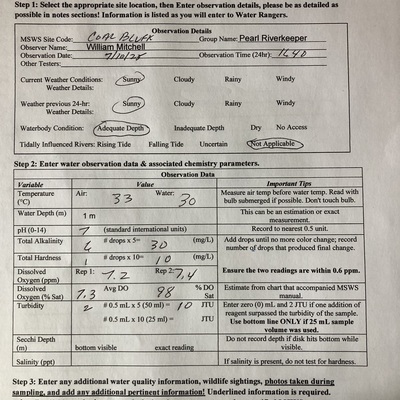 Step 1: Select the appropriate site location, then Enter observation details, please be as detailed as
possible in notes sections! Information is listed as you will enter to Water Rangers.
Observation Details
MSWS Site Code: Coal Bluff Group Name: Pearl Riverkeeper
Observer Name: William Mitchell
Observation Date: 7/10/25 Observation Time (24hr): 1640
Other Testers:
Current Weather Conditions: Sunny Cloudy Rainy Windy
Weather Details:
Weather previous 24-hr: Sunny Cloudy Rainy Windy
Weather Details:
Waterbody Condition: Adequate Depth Inadequate Depth Dry No Access
Tidally Influenced Rivers: Rising Tide Falling Tide Uncertain Not Applicable
Step 2: Enter water observation data & associated chemistry parameters.
Observation Data
Variable Value Important Tips
Temperature (°C) Air: 33 Water: 30 Measure air temp before water temp. Read with bulb submerged if possible. Don't touch bulb.
Water Depth (m) 1 m This can be an estimation or exact measurement.
pH (0-14) 7 (standard international units) Record to nearest 0.5 unit.
Total Alkalinity 6 # drops x 5= 30 (mg/L) Add drops until no more color change; record number of drops that produced final change.
Total Hardness 1 # drops x 10= 10 (mg/L)
Dissolved Oxygen (ppm) Rep 1: 7.2 Rep 2: 7.4 Ensure the two readings are within 0.6 ppm.
Dissolved Oxygen (% Sat) 7.3 Avg DO 98 % DO Sat Estimate from chart that accompanied MSWS manual.
Turbidity 2 # 0.5 mL x 5 (50 ml) = 10 JTU Enter zero (0) mL and 2 JTU if one addition of reagent surpassed the turbidity of the sample.
# 0.5 mL x 10 (25 ml) = JTU Use bottom line ONLY if 25 mL sample volume was used.
Secchi Depth (m) bottom visible exact reading Do not record depth if disk hits bottom while visible.
Salinity (ppt) If salinity is present, do not test for hardness.
Step 3: Enter any additional water quality information, wildlife sightings, photos taken during
sampling, and add any additional pertinent information! Underlined information is required.